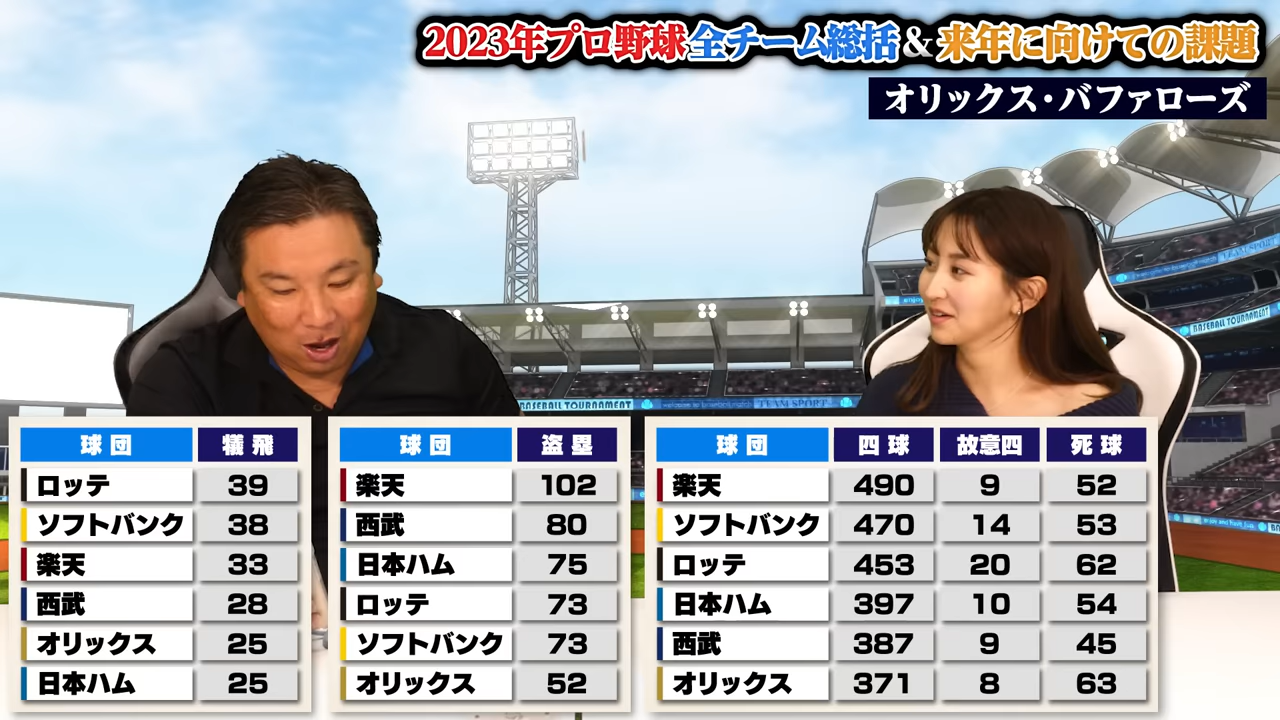 2023年プロ野球全チーム総括&来年に向けての課題
オリックス・バファローズ
BASEBALL TOURNAMENT
BASEBALL TOURNAMENT
TEAM SPORT
球団 犠飛
ロッテ 39
ソフトバンク 38
楽天 33
西武 28
オリックス 25
日本ハム 25
球団 盗塁
楽天 102
西武 80
日本ハム 75
ロッテ 73
ソフトバンク 73
オリックス 52
球団 四球 故意四 死球
楽天 490 9 52
ソフトバンク 470 14 53
ロッテ 453 20 62
日本ハム 397 10 54
西武 387 9 45
オリックス 371 8 63